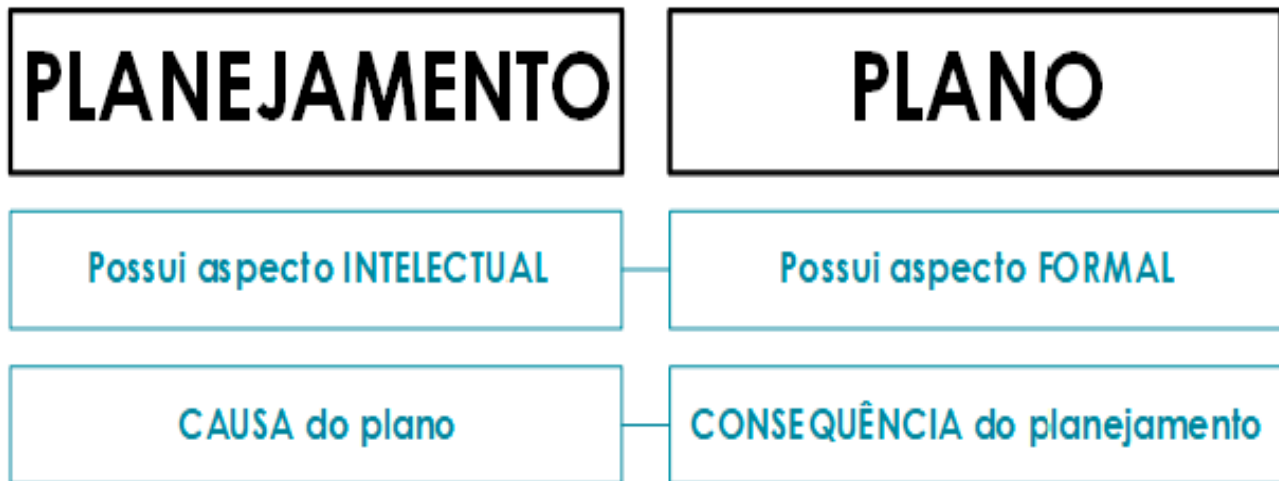 PLANEJAMENTO
PLANO
Possui aspecto INTELECTUAL
Possui aspecto FORMAL
CAUSA do plano
CONSEQUÊNCIA do planejamento